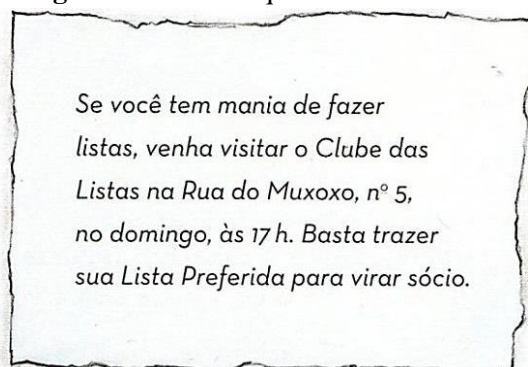 Se você tem mania de fazer
listas, venha visitar o Clube das
Listas na Rua do Muxoxo, nº 5,
no domingo, às 17 h. Basta trazer
sua Lista Preferida para virar sócio.